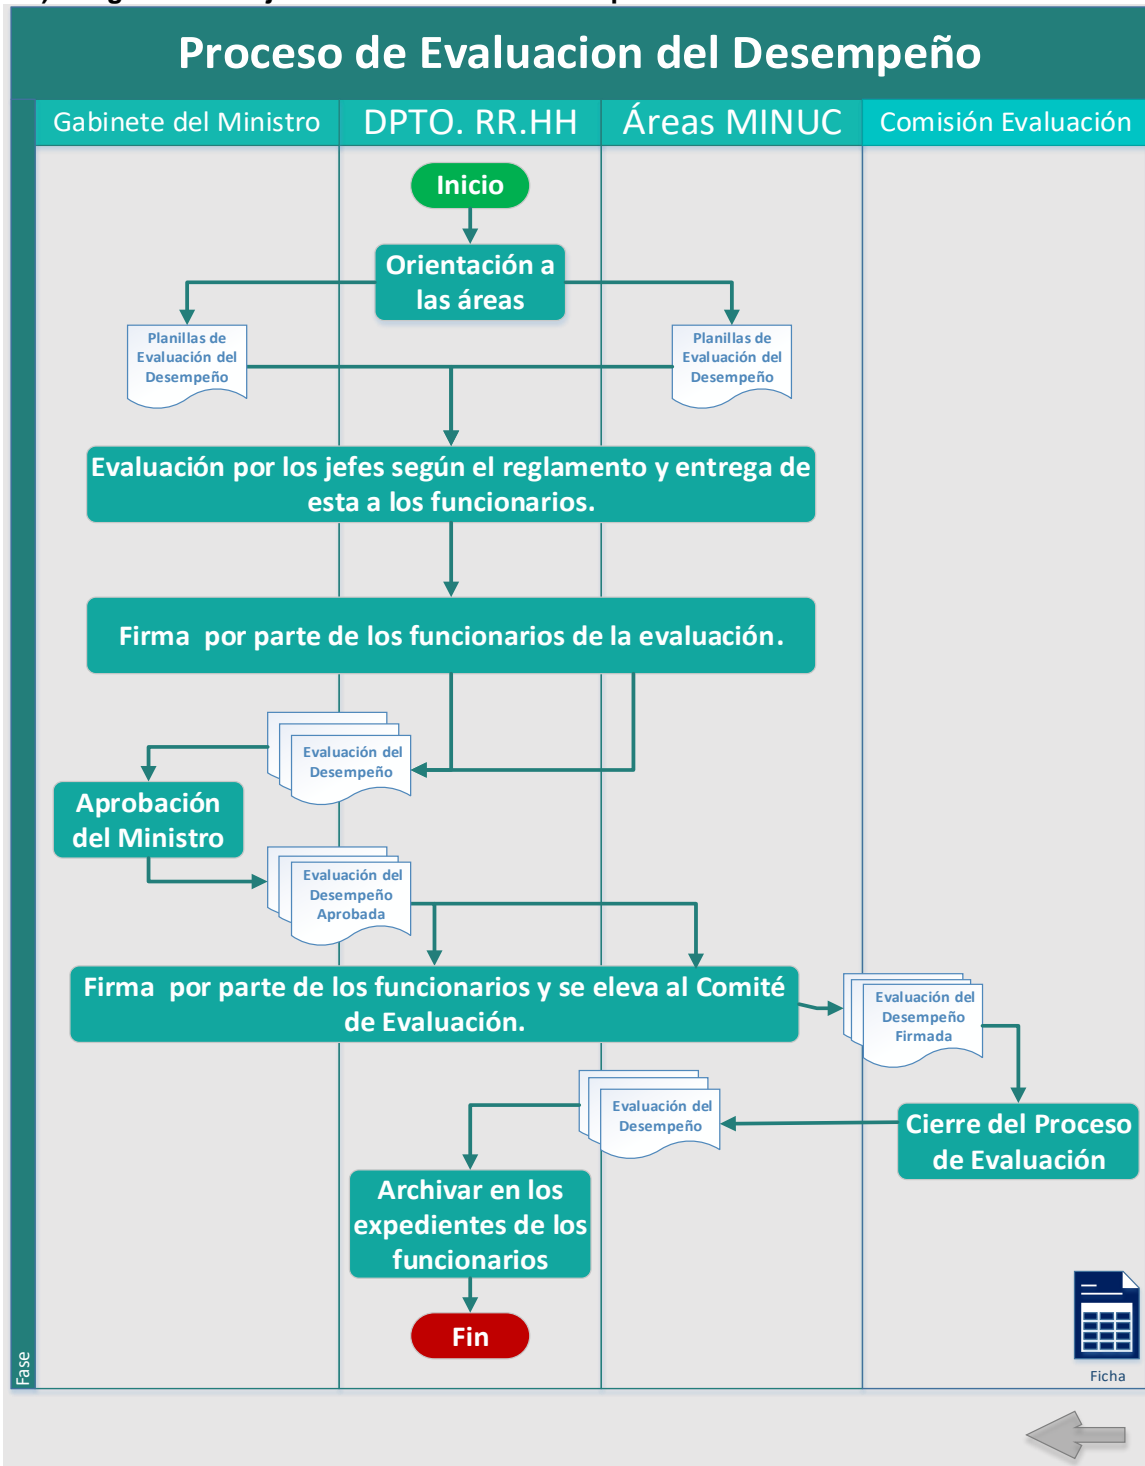 Proceso de Evaluacion del Desempeño
Gabinete del Ministro
DPTO. RR.HH
Áreas MINUC
Comisión Evaluación
Inicio
Orientación a
las áreas
Planillas de
Evaluación del
Desempeño
Planillas de
Evaluación del
Desempeño
Evaluación por los jefes según el reglamento y entrega de
esta a los funcionarios.
Firma por parte de los funcionarios de la evaluación.
Evaluación del
Desempeño
Aprobación
del Ministro
Evaluación del
Desempeño
Aprobada
Firma por parte de los funcionarios y se eleva al Comité
de Evaluación.
Evaluación del
Desempeño
Firmada
Evaluación del
Desempeño
Cierre del Proceso
de Evaluación
Archivar en los
expedientes de los
funcionarios
Fin
Fase
Ficha